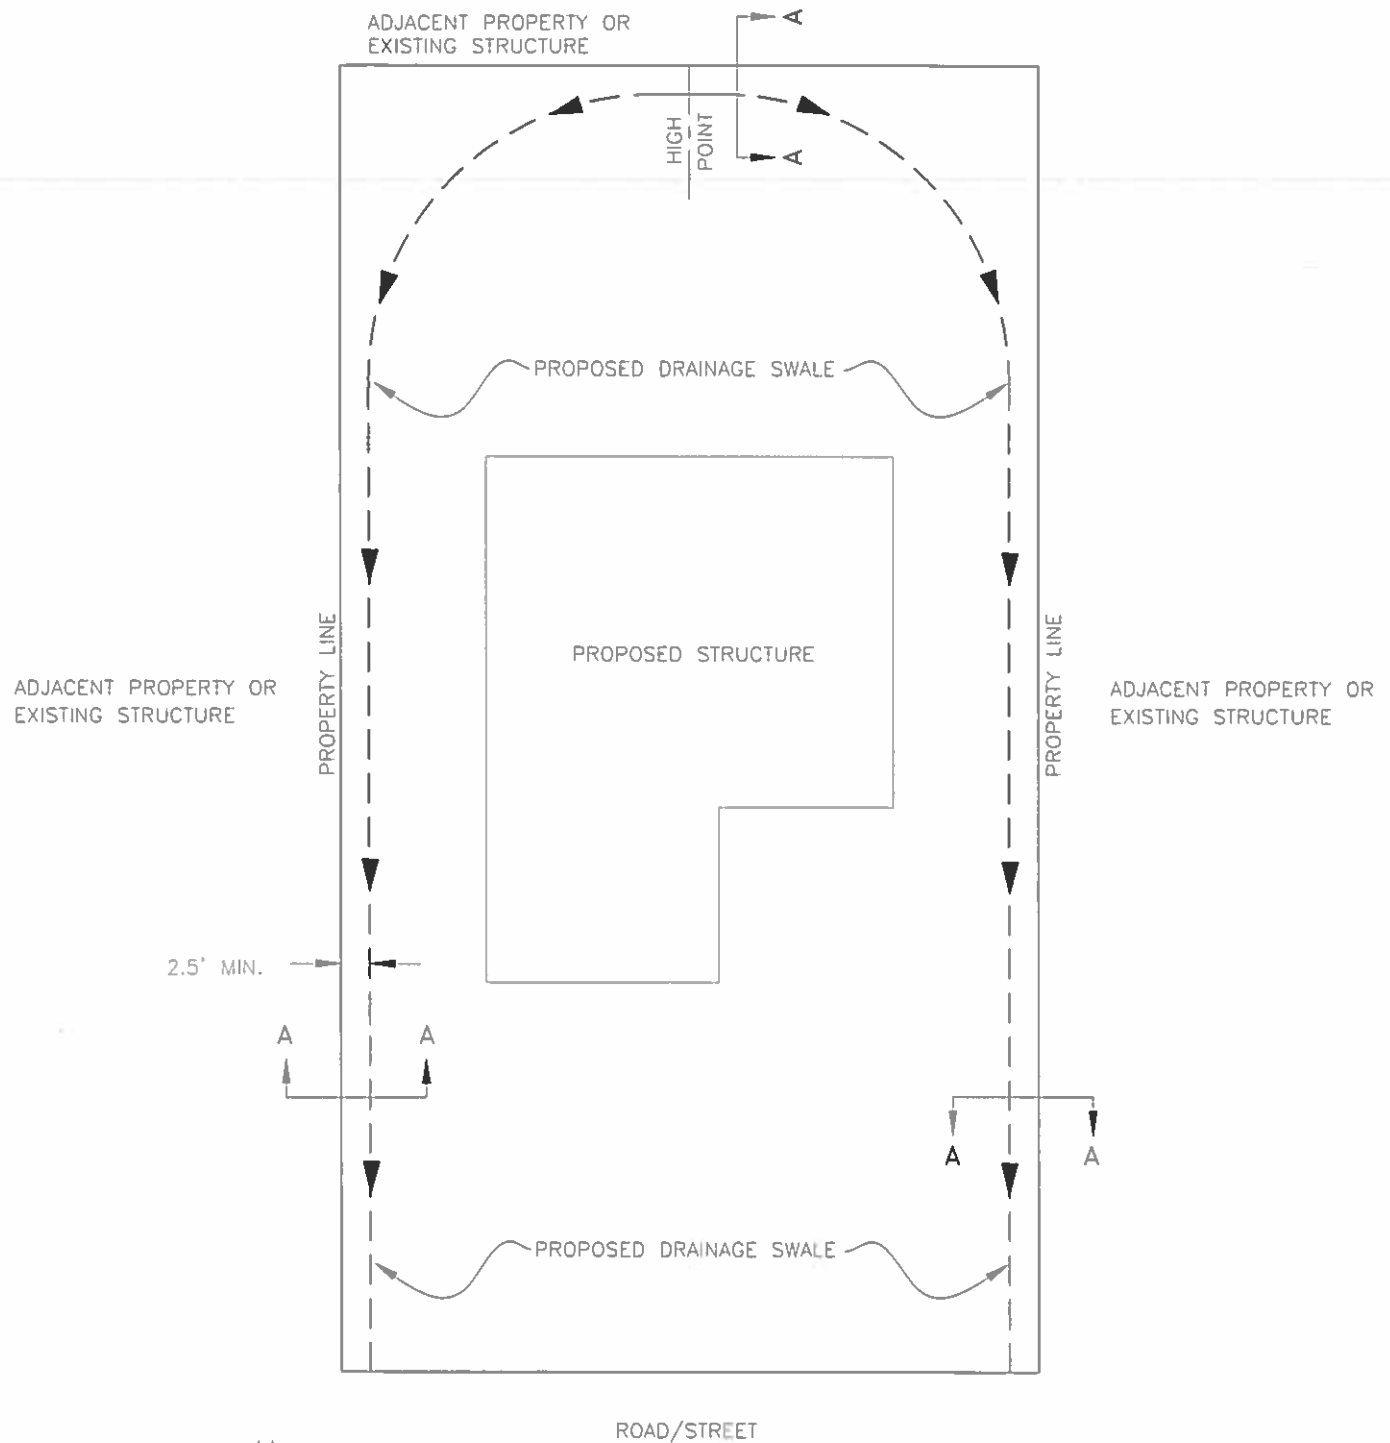 ADJACENT PROPERTY OR
EXISTING STRUCTURE
A
HIGH
POINT
A
PROPOSED DRAINAGE SWALE
PROPOSED STRUCTURE
PROPERTY LINE
PROPERTY LINE
ADJACENT PROPERTY OR
EXISTING STRUCTURE
ADJACENT PROPERTY OR
EXISTING STRUCTURE
2.5' MIN.
A
A
A
A
PROPOSED DRAINAGE SWALE
ROAD/STREET